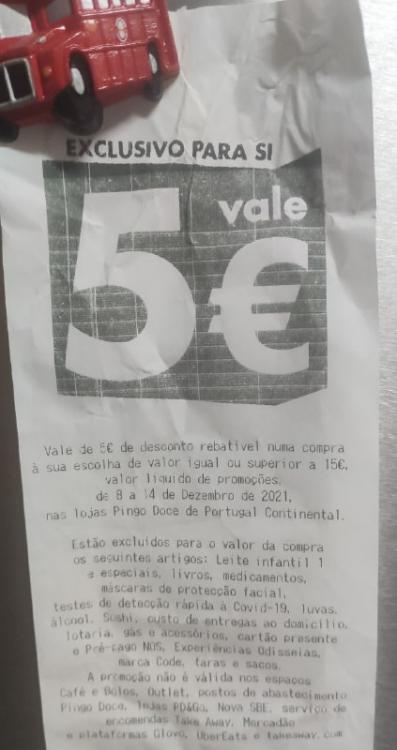 EXCLUSIVO PARA SI
vale
5€
Vale de 5€ de desconto rebatível numa compra
à sua escolha de valor igual ou superior a 15€,
valor líquido de promoções,
de 8 a 14 de Dezembro de 2021,
nas lojas Pingo Doce de Portugal Continental.
Estão excluídos para o valor da compra
os seguintes artigos: Leite infantil 1
e especiais, livros, medicamentos,
máscaras de protecção facial,
testes de detecção rápida à Covid-19, luvas,
álcool, Sushi, custo de entregas ao domicílio,
lotaria, gás e acessórios, cartão presente
e Pré-pago NOS, Experiências Odisseias,
marca Code, taras e sacos.
A promoção não é válida nos espaços
Café e Bolos, Outlet, postos de abastecimento
Pingo Doce, lojas PD&Go, Nova SBE, serviço de
encomendas Take Away, Mercadão
e plataformas Glovo, UberEats e takeaway.com